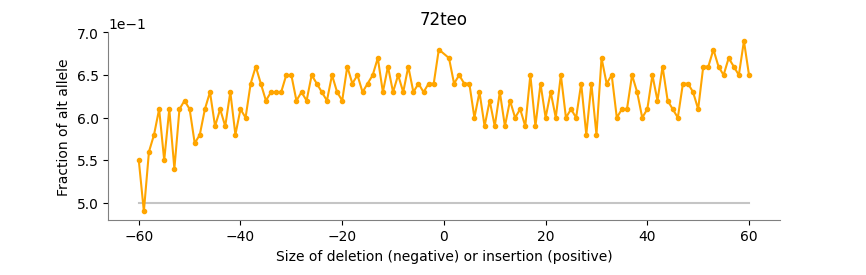 72teo
1e−1
7.0
6.5
6.0
5.5
5.0
Fraction of alt allele
−60 −40 −20 0 20 40 60
Size of deletion (negative) or insertion (positive)